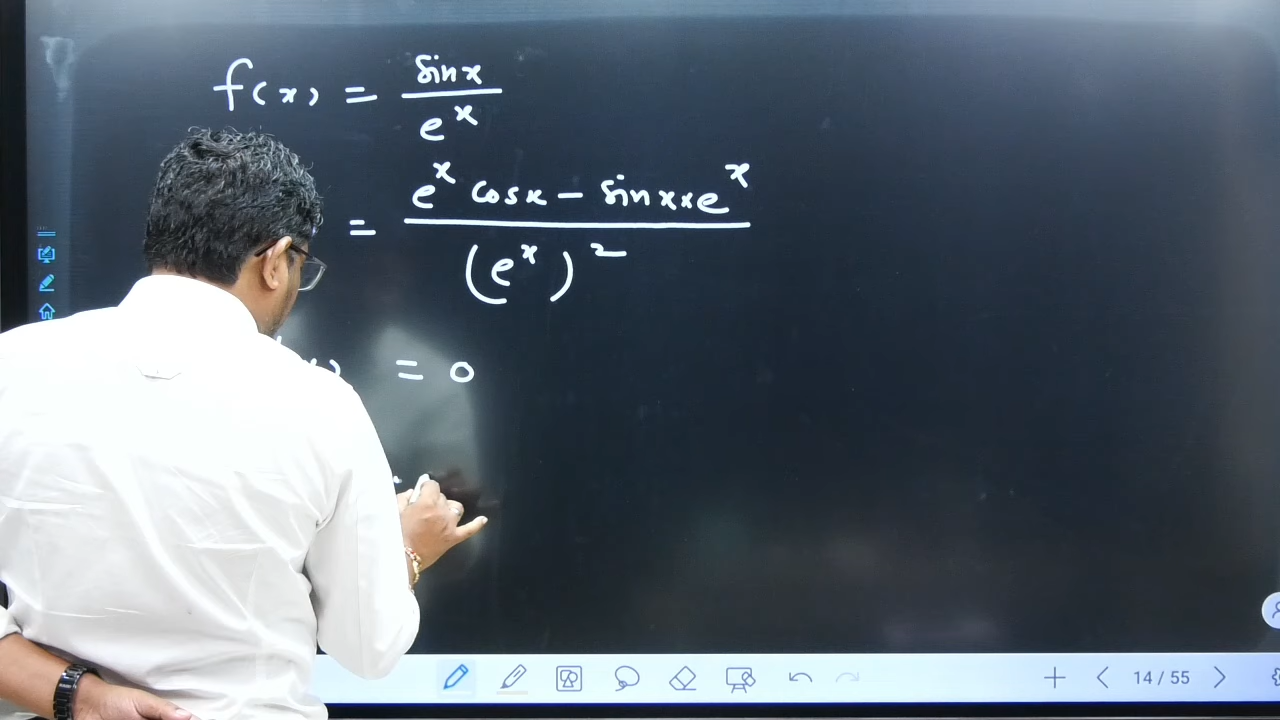 f(x) = sinx / e^x
= e^x cosx - sinx×e^x / (e^x)^2
= 0
14 / 55